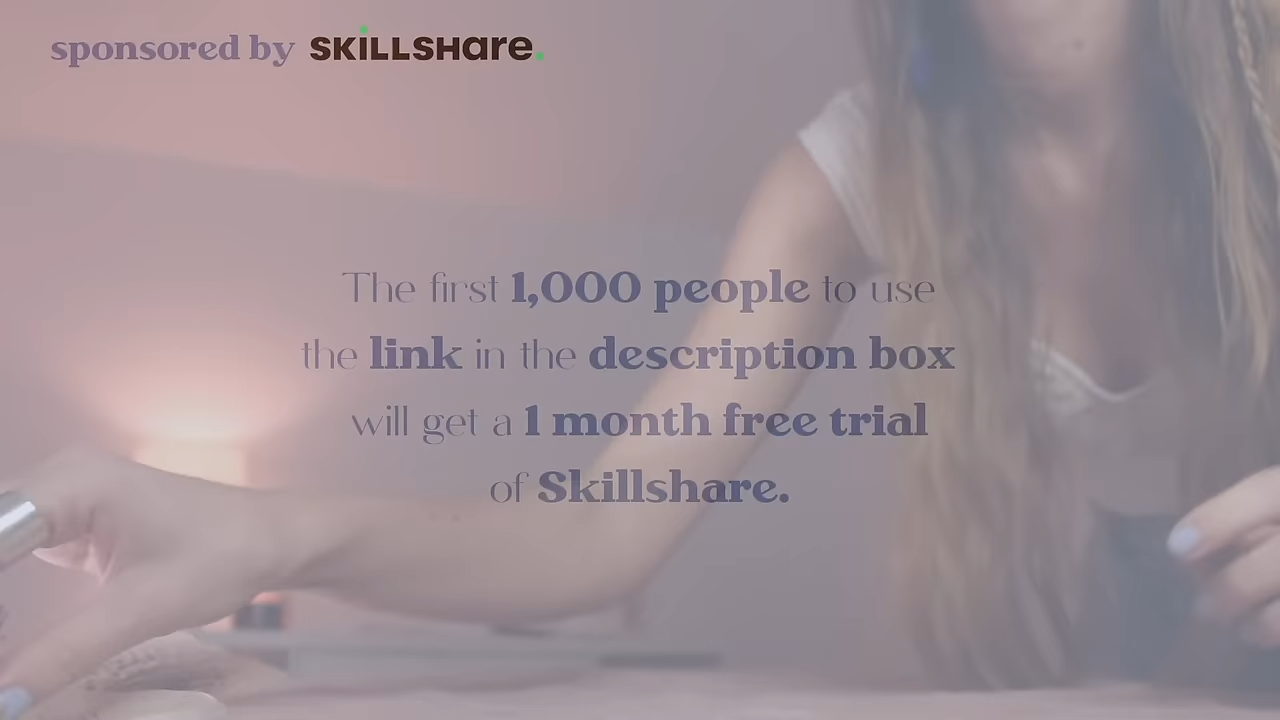 sponsored by SKILLSHare.
The first 1,000 people to use
the link in the description box
will get a 1 month free trial
of Skillshare.